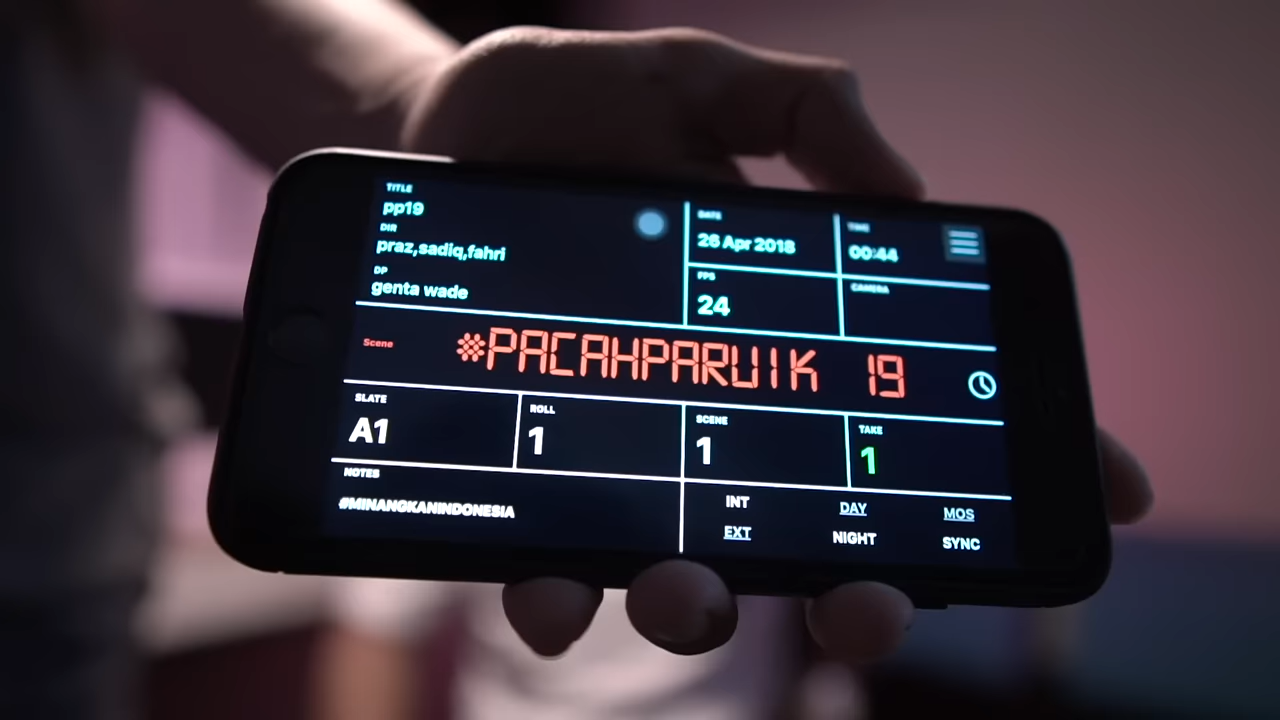 TITLE
pp19
DIR
praz,sadiq,fahri
DP
genta wade
DATE
26 Apr 2018
TIME
00:44
FPS
24
CAMERA
Scene
#PACAHPARUIK 19
SLATE
A1
ROLL
1
SCENE
1
TAKE
1
NOTES
#MINANGKANINDONESIA
INT DAY MOS
EXT NIGHT SYNC